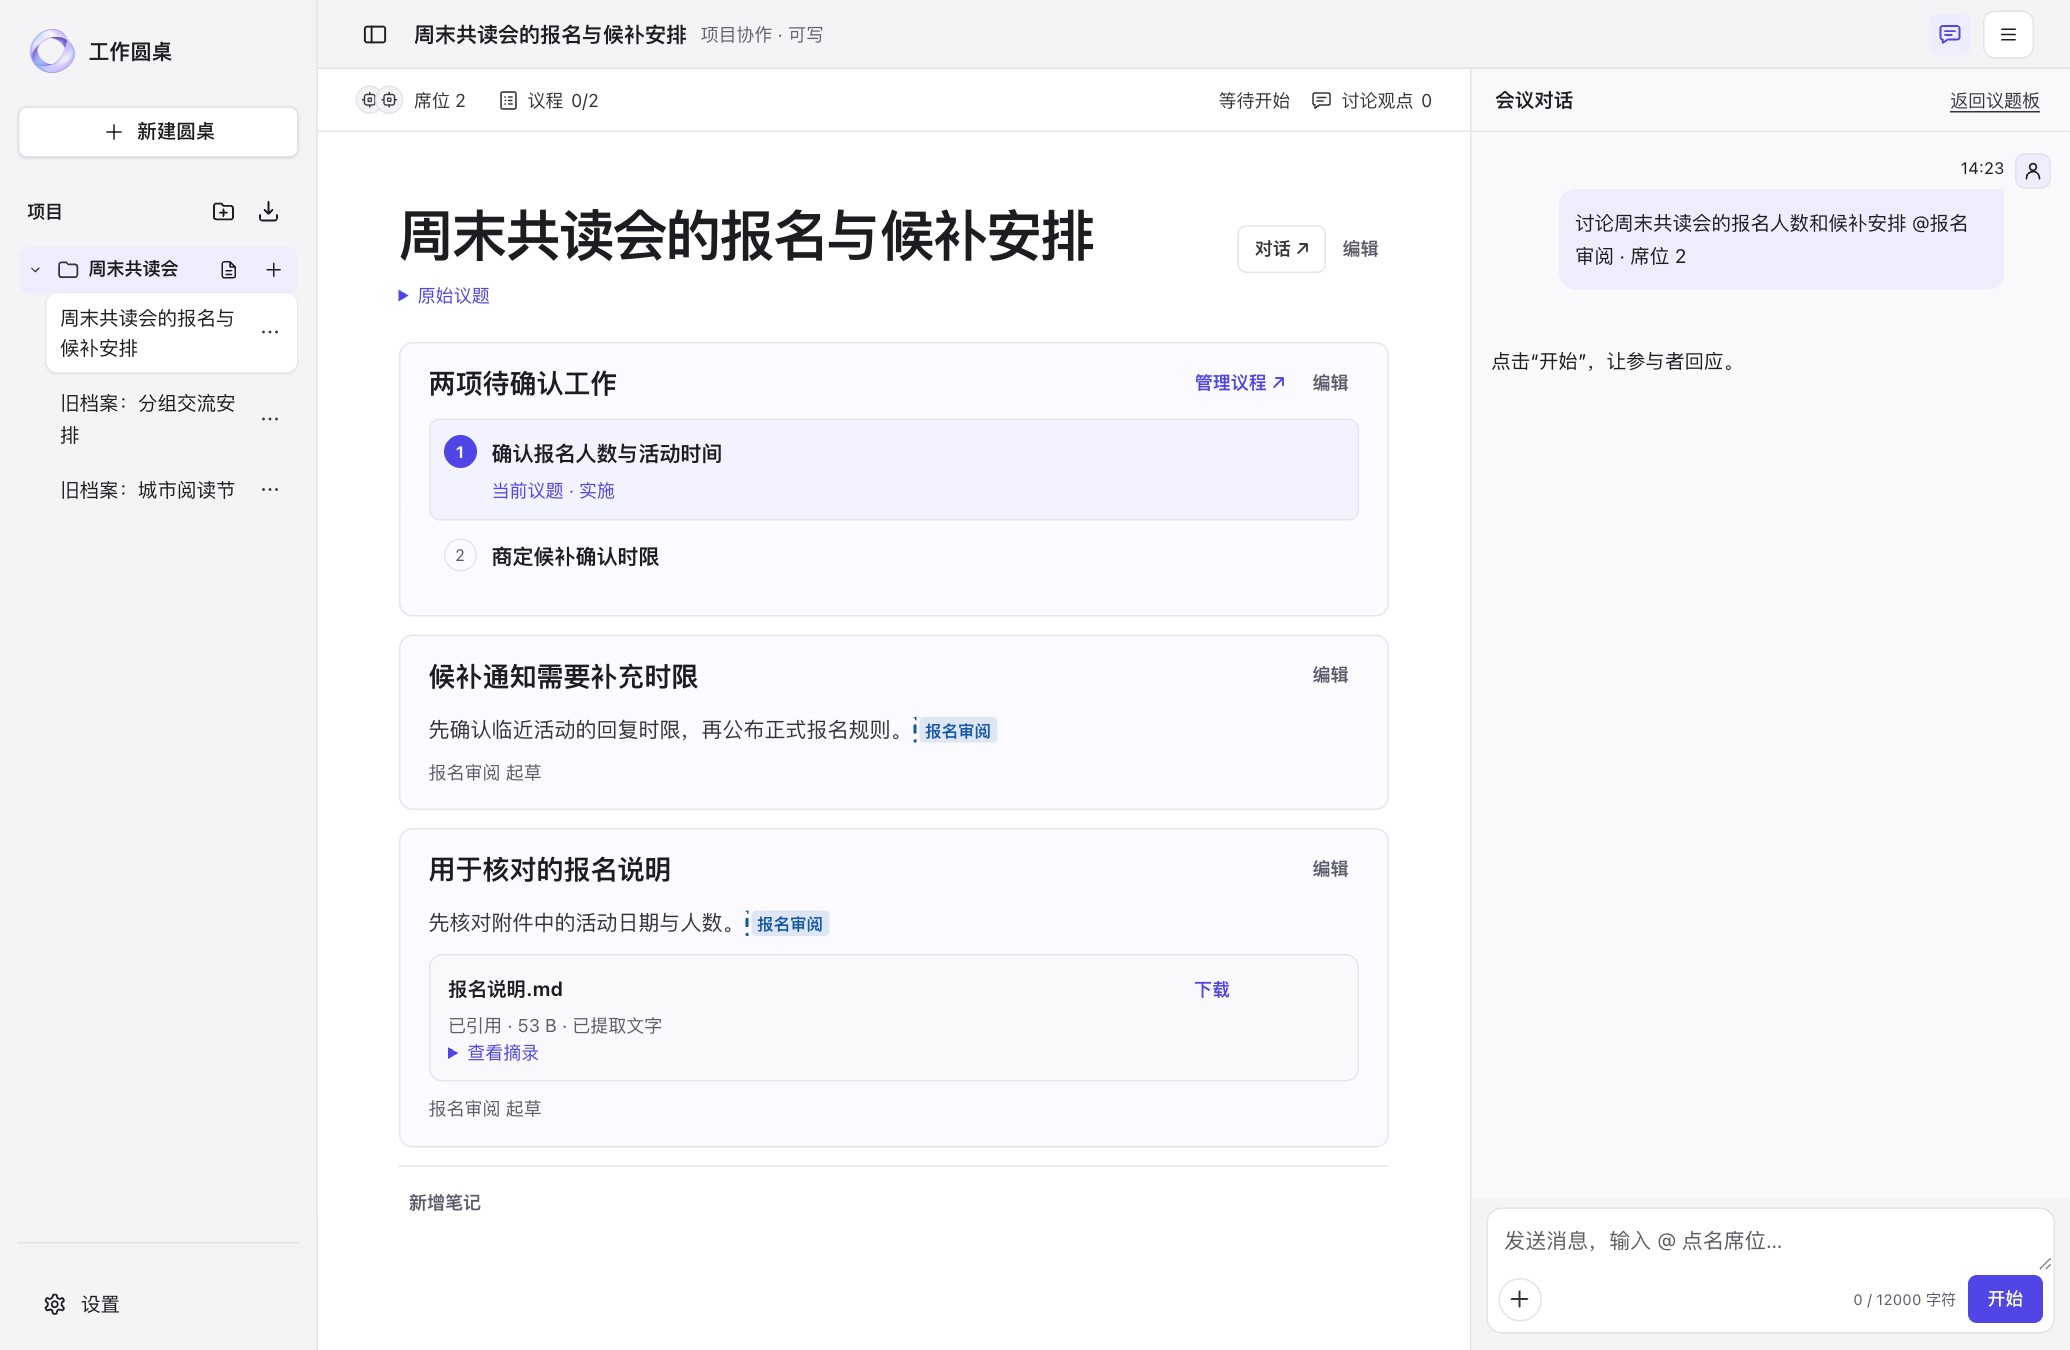 工作圆桌
新建圆桌
项目
周末共读会
周末共读会的报名与
候补安排
旧档案：分组交流安
排
旧档案：城市阅读节
设置
周末共读会的报名与候补安排 项目协作 · 可写
席位 2 议程 0/2 等待开始 讨论观点 0
周末共读会的报名与候补安排
对话 编辑
原始议题
两项待确认工作 管理议程 编辑
1 确认报名人数与活动时间
当前议题 · 实施
2 商定候补确认时限
候补通知需要补充时限 编辑
先确认临近活动的回复时限，再公布正式报名规则。 报名审阅
报名审阅 起草
用于核对的报名说明 编辑
先核对附件中的活动日期与人数。 报名审阅
报名说明.md 下载
已引用 · 53 B · 已提取文字
查看摘录
报名审阅 起草
新增笔记
会议对话 返回议题板
14:23
讨论周末共读会的报名人数和候补安排 @报名
审阅 · 席位 2
点击“开始”，让参与者回应。
发送消息，输入 @ 点名席位...
0 / 12000 字符 开始